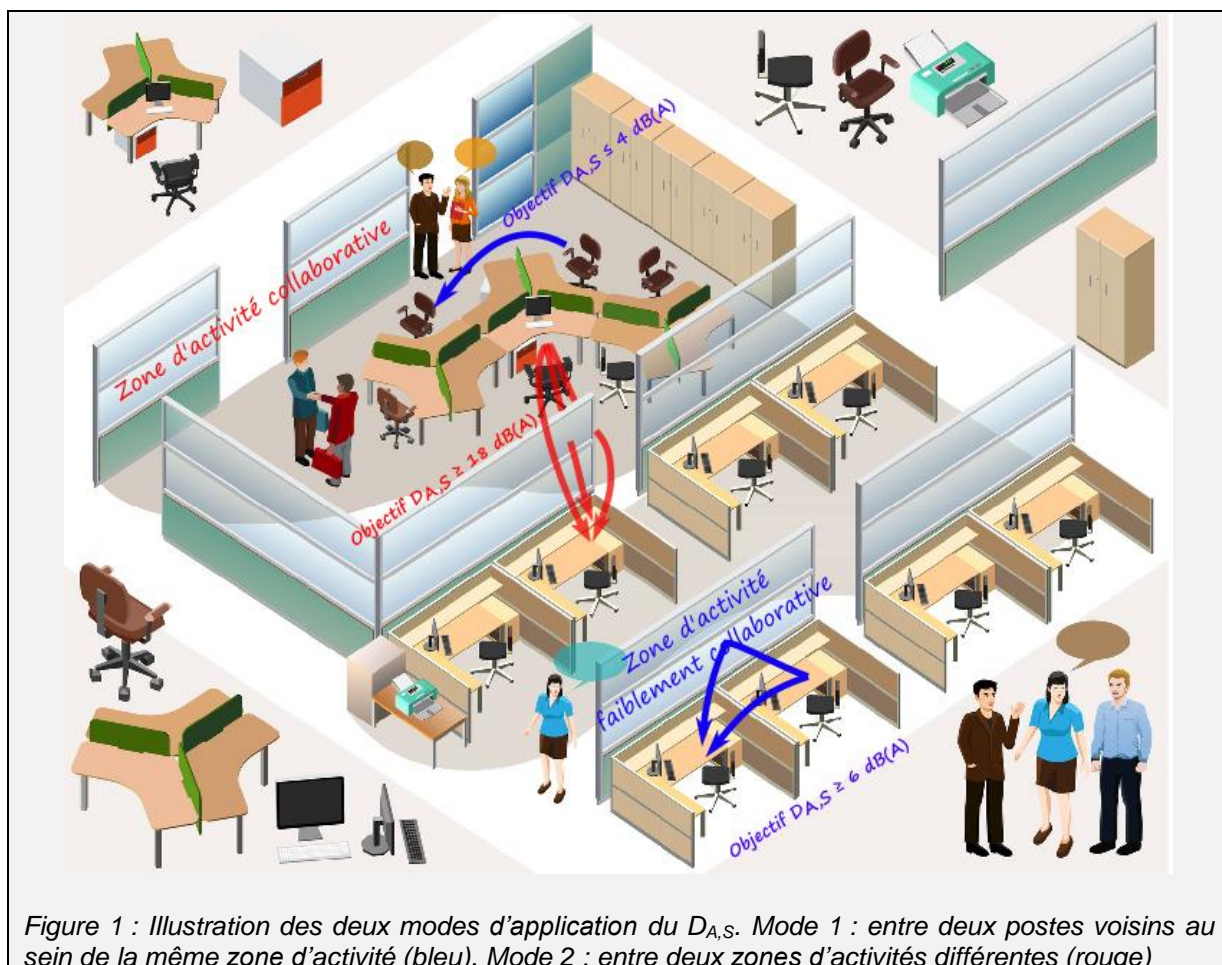 Objectif DA,S ≤ 4 dB(A)
Zone d'activité collaborative
Objectif DA,S ≥ 18 dB(A)
Zone d'activité
faiblement collaborative
Objectif DA,S ≥ 6 dB(A)
Figure 1 : Illustration des deux modes d'application du DA,S. Mode 1 : entre deux postes voisins au
sein de la même zone d'activité (bleu). Mode 2 : entre deux zones d'activités différentes (rouge)